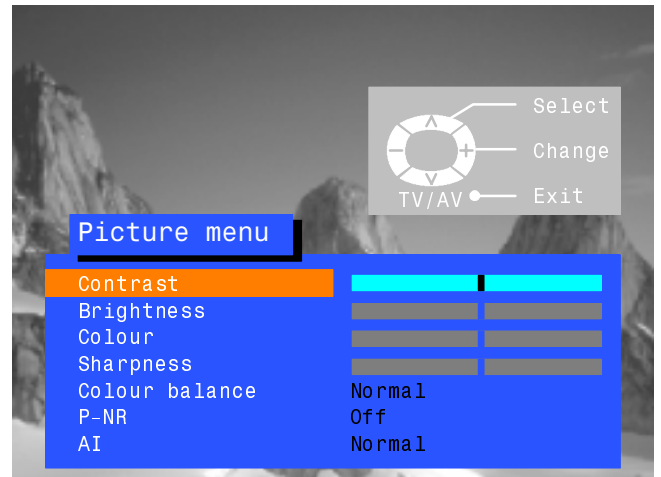 Select
Change
TV/AV Exit
Picture menu
Contrast
Brightness
Colour
Sharpness
Colour balance Normal
P-NR Off
AI Normal